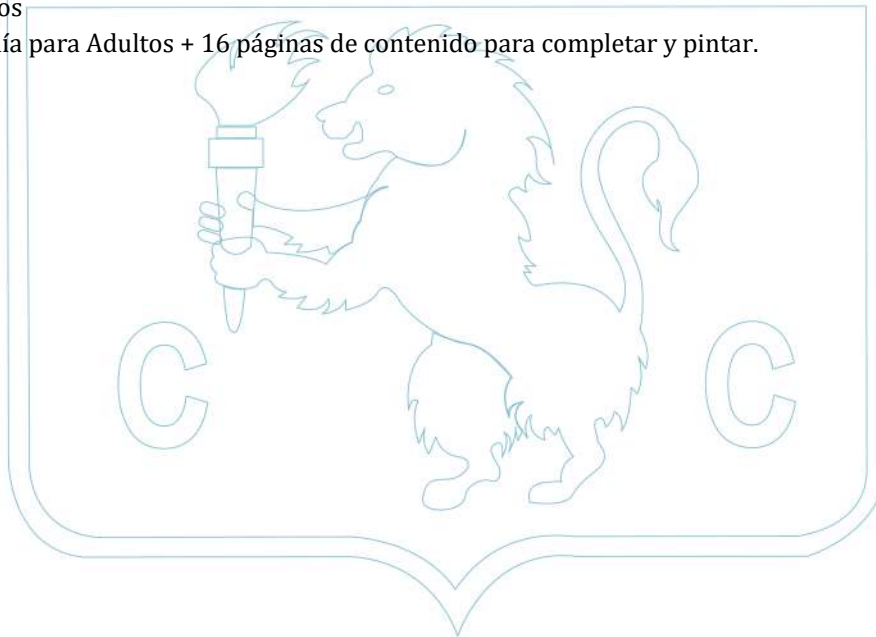 os
ía para Adultos + 16 páginas de contenido para completar y pintar.
C C